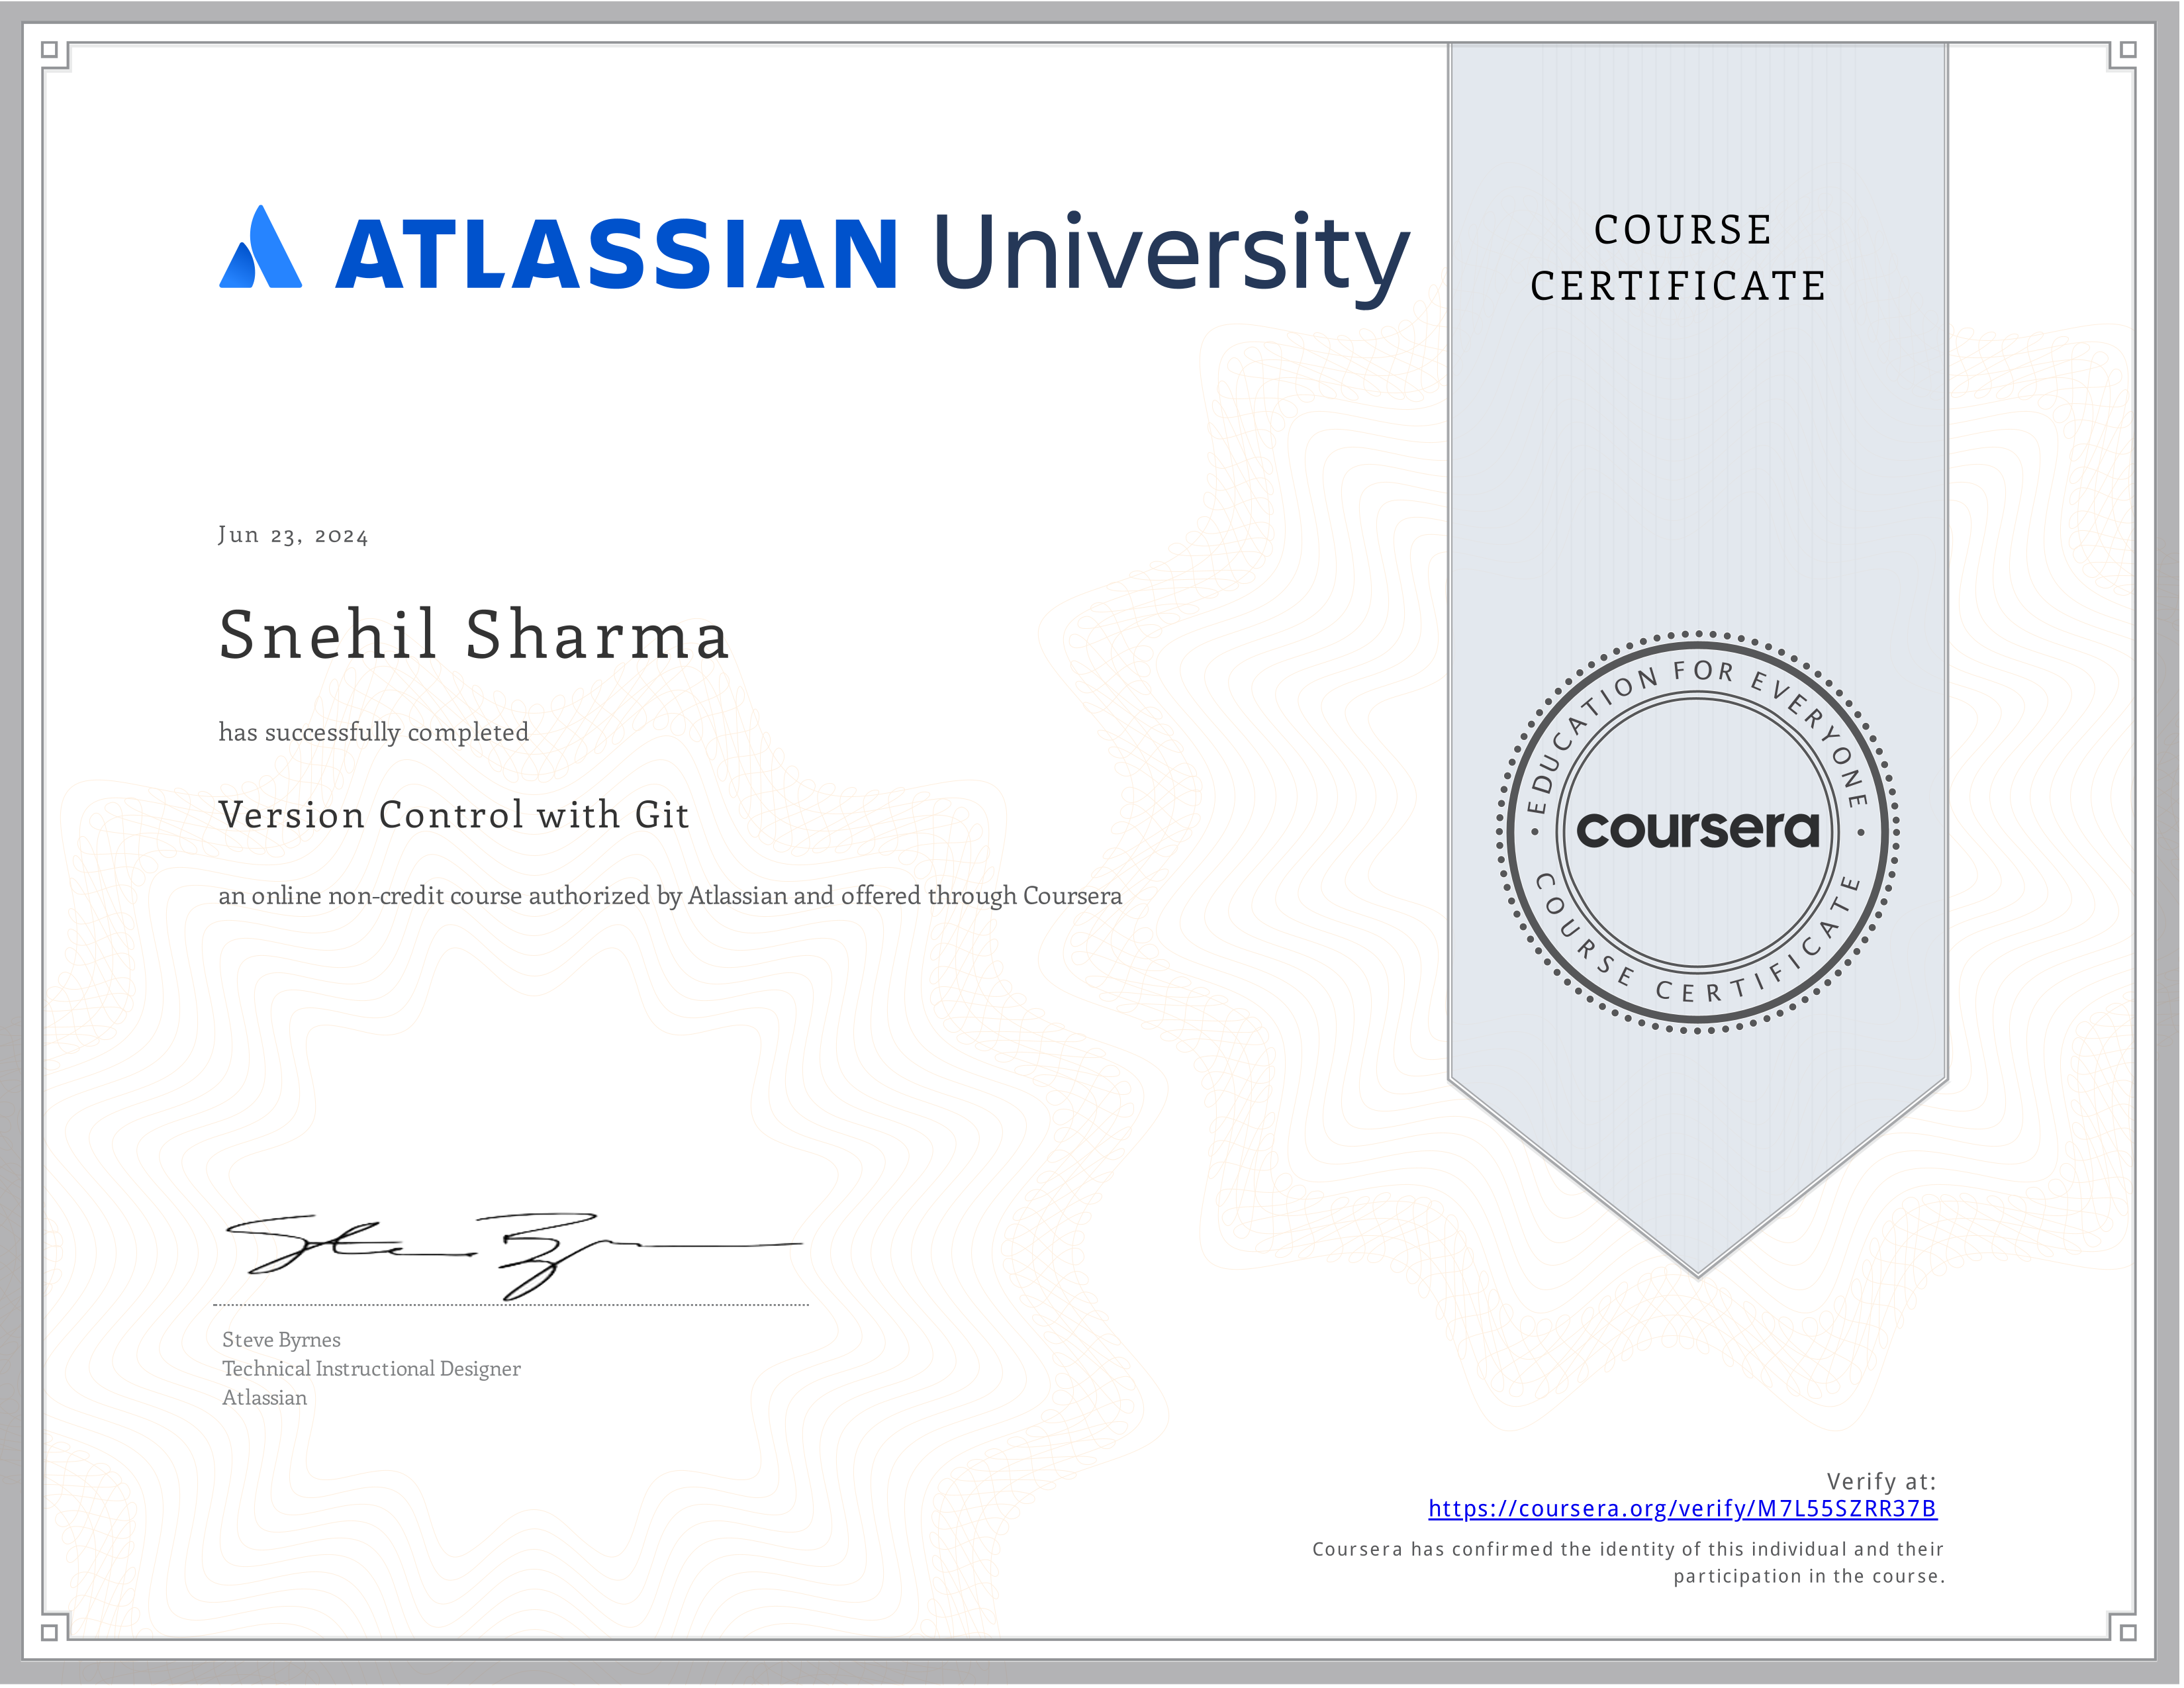 ATLASSIAN University
COURSE
CERTIFICATE
Jun 23, 2024
Snehil Sharma
has successfully completed
Version Control with Git
an online non-credit course authorized by Atlassian and offered through Coursera
EDUCATION FOR EVERYONE
coursera
COURSE CERTIFICATE
Steve Byrnes
Technical Instructional Designer
Atlassian
Verify at:
https://coursera.org/verify/M7L55SZRR37B
Coursera has confirmed the identity of this individual and their
participation in the course.